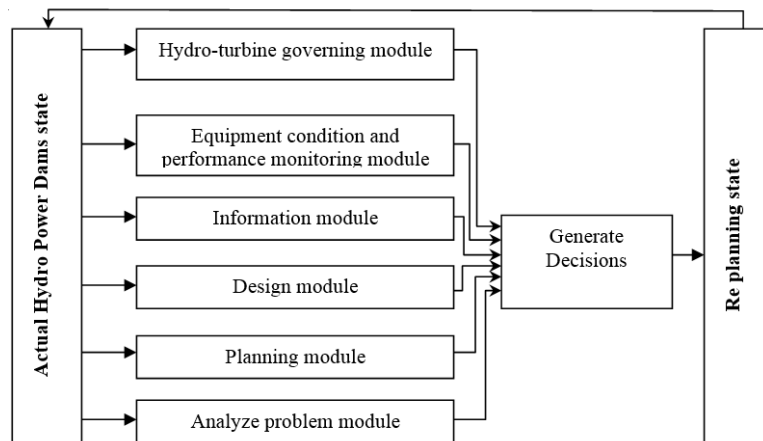 Actual Hydro Power Dams state
Hydro-turbine governing module
Equipment condition and
performance monitoring module
Information module
Design module
Planning module
Analyze problem module
Generate
Decisions
Re planning state